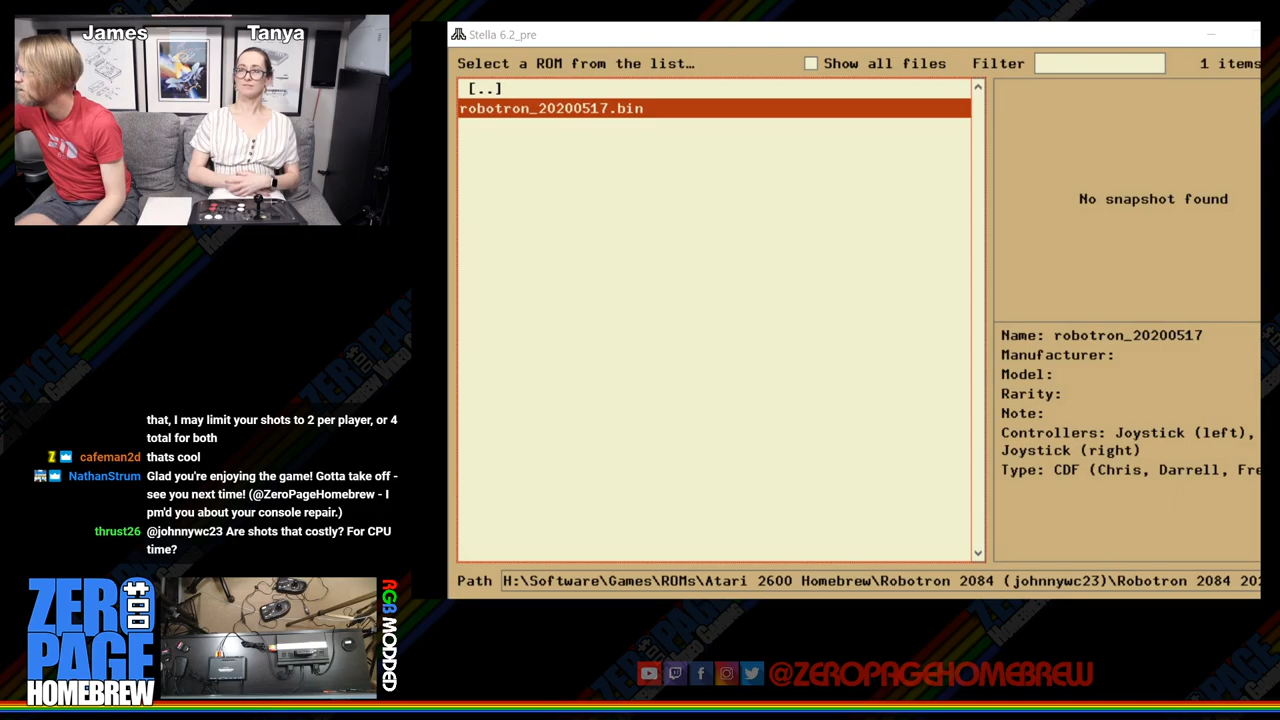 James
Tanya
Stella 6.2_pre
Select a ROM from the list…
Show all files
Filter
1 items
[..]
robotron_20200517.bin
No snapshot found
Name: robotron_20200517
Manufacturer:
Model:
Rarity:
Note:
Controllers: Joystick (left),
Joystick (right)
Type: CDF (Chris, Darrell, Fre
Path H:\Software\Games\ROMs\Atari 2600 Homebrew\Robotron 2084 (johnnywc23)\Robotron 2084 202
that, I may limit your shots to 2 per player, or 4
total for both
cafeman2d thats cool
NathanStrum Glad you're enjoying the game! Gotta take off -
see you next time! (@ZeroPageHomebrew - I
pm'd you about your console repair.)
thrust26 @johnnywc23 Are shots that costly? For CPU
time?
ZERO
PAGE
HOMEBREW
RGB MODDED
@ZEROPAGEHOMEBREW